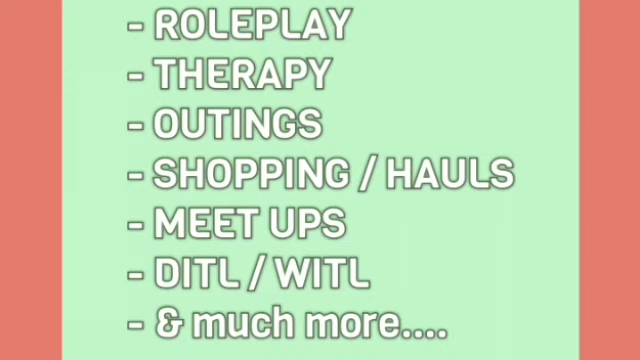 - ROLEPLAY
- THERAPY
- OUTINGS
- SHOPPING / HAULS
- MEET UPS
- DITL / WITL
- & much more....